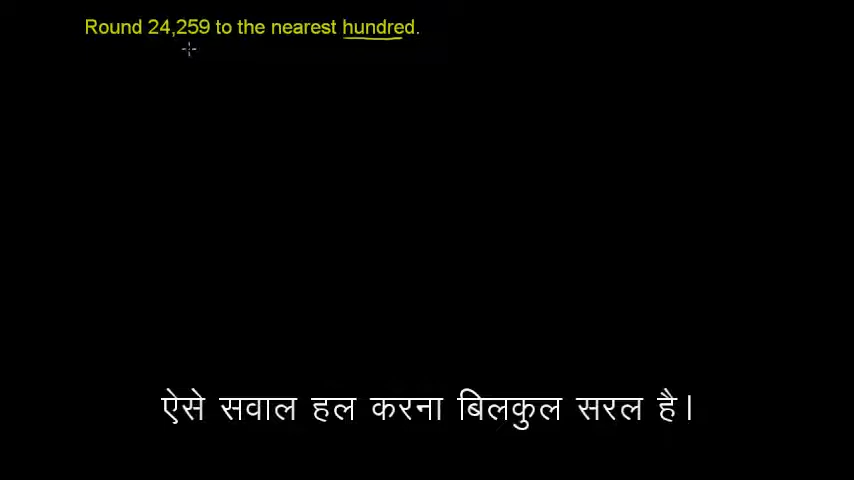 Round 24,259 to the nearest hundred.
ऐसे सवाल हल करना बिलकुल सरल है।